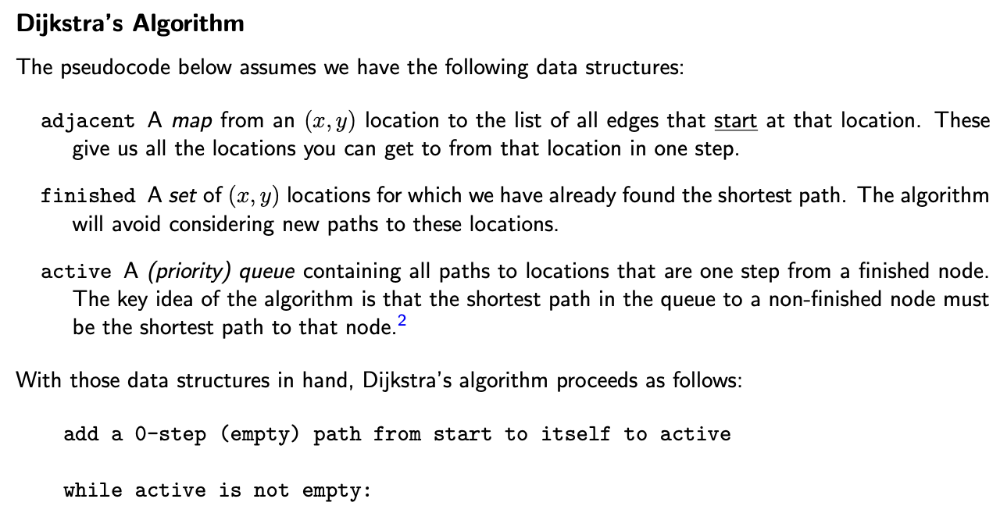 Dijkstra's Algorithm
The pseudocode below assumes we have the following data structures:
adjacent A map from an (x, y) location to the list of all edges that start at that location. These
give us all the locations you can get to from that location in one step.
finished A set of (x, y) locations for which we have already found the shortest path. The algorithm
will avoid considering new paths to these locations.
active A (priority) queue containing all paths to locations that are one step from a finished node.
The key idea of the algorithm is that the shortest path in the queue to a non-finished node must
be the shortest path to that node.2
With those data structures in hand, Dijkstra's algorithm proceeds as follows:
add a 0-step (empty) path from start to itself to active
while active is not empty: